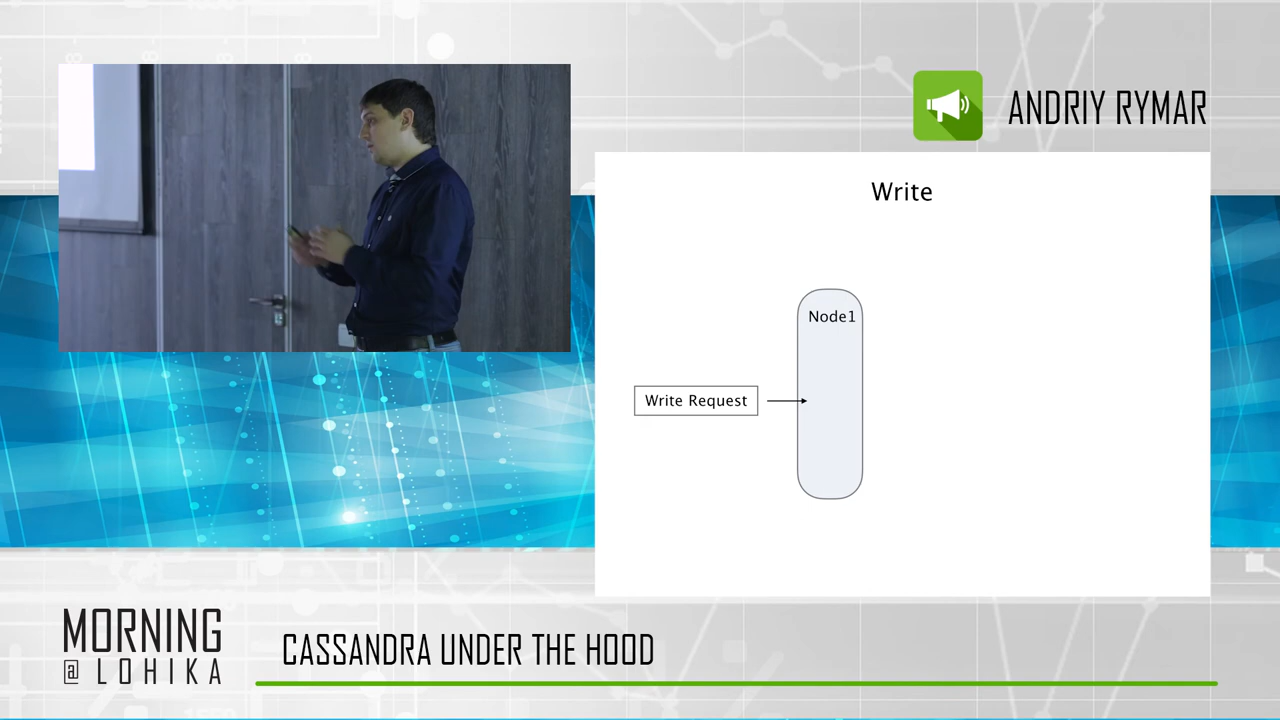 ANDRIY RYMAR
Write
Node1
Write Request
MORNING
@ LOHIKA
CASSANDRA UNDER THE HOOD